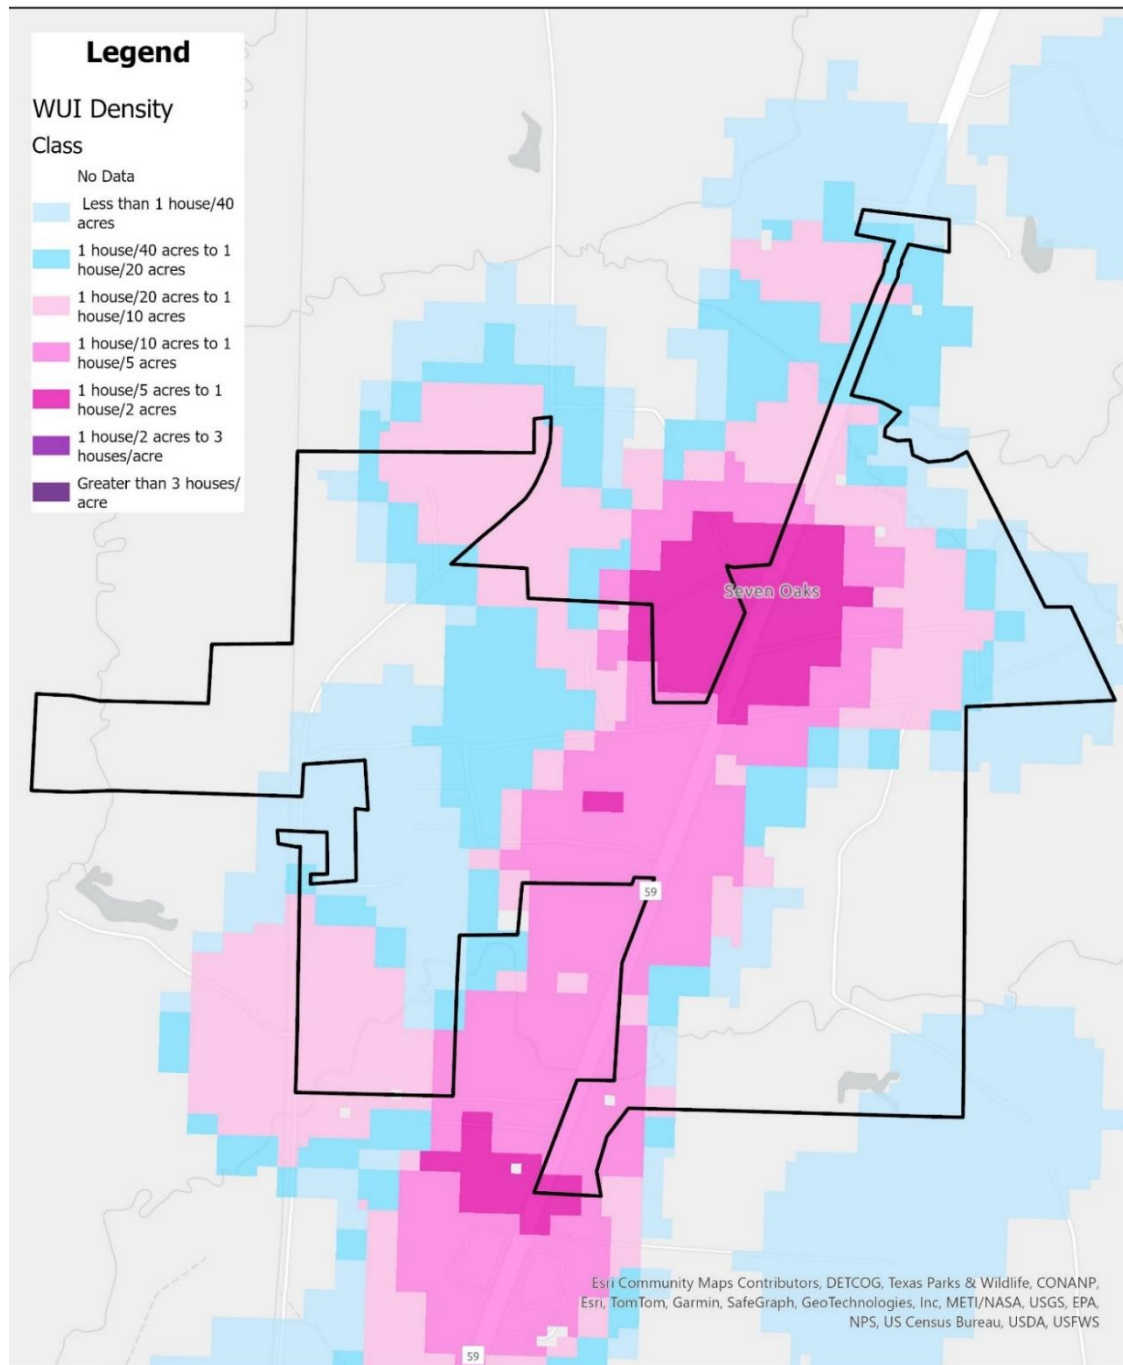 Legend
WUI Density
Class
No Data
Less than 1 house/40
acres
1 house/40 acres to 1
house/20 acres
1 house/20 acres to 1
house/10 acres
1 house/10 acres to 1
house/5 acres
1 house/5 acres to 1
house/2 acres
1 house/2 acres to 3
houses/acre
Greater than 3 houses/
acre
Seven Oaks
59
Esri Community Maps Contributors, DETCOG, Texas Parks & Wildlife, CONANP,
Esri, TomTom, Garmin, SafeGraph, GeoTechnologies, Inc, METI/NASA, USGS, EPA,
NPS, US Census Bureau, USDA, USFWS
59